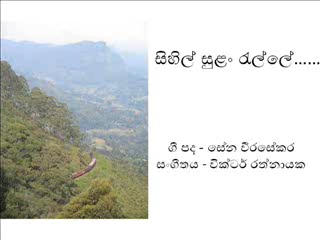 සිහිල් සුළං රැල්ලේ......
ගී පද - සේන වීරසේකර
සංගීතය - වික්ටර් රත්නායක